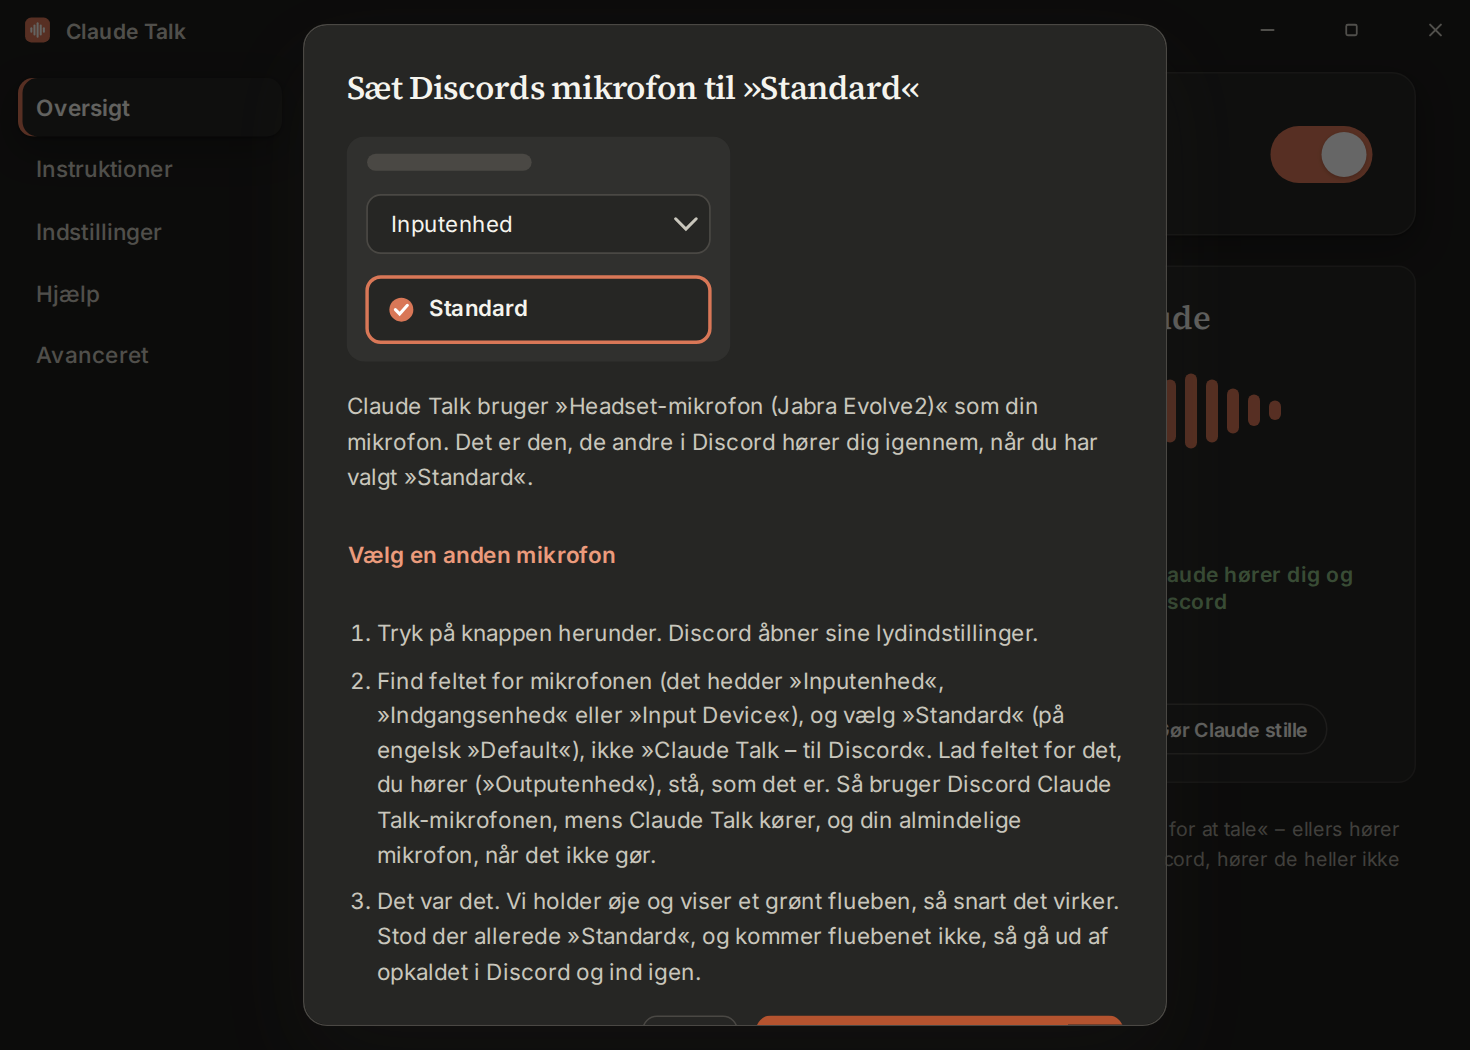 Claude Talk
Oversigt
Instruktioner
Indstillinger
Hjælp
Avanceret
Sæt Discords mikrofon til »Standard«
Inputenhed
Standard
Claude Talk bruger »Headset-mikrofon (Jabra Evolve2)« som din
mikrofon. Det er den, de andre i Discord hører dig igennem, når du har
valgt »Standard«.
Vælg en anden mikrofon
1. Tryk på knappen herunder. Discord åbner sine lydindstillinger.
2. Find feltet for mikrofonen (det hedder »Inputenhed«,
»Indgangsenhed« eller »Input Device«), og vælg »Standard« (på
engelsk »Default«), ikke »Claude Talk – til Discord«. Lad feltet for det,
du hører (»Outputenhed«), stå, som det er. Så bruger Discord Claude
Talk-mikrofonen, mens Claude Talk kører, og din almindelige
mikrofon, når det ikke gør.
3. Det var det. Vi holder øje og viser et grønt flueben, så snart det virker.
Stod der allerede »Standard«, og kommer fluebenet ikke, så gå ud af
opkaldet i Discord og ind igen.
hører dig og
Claude stille
for at tale« – ellers hører
hører de heller ikke